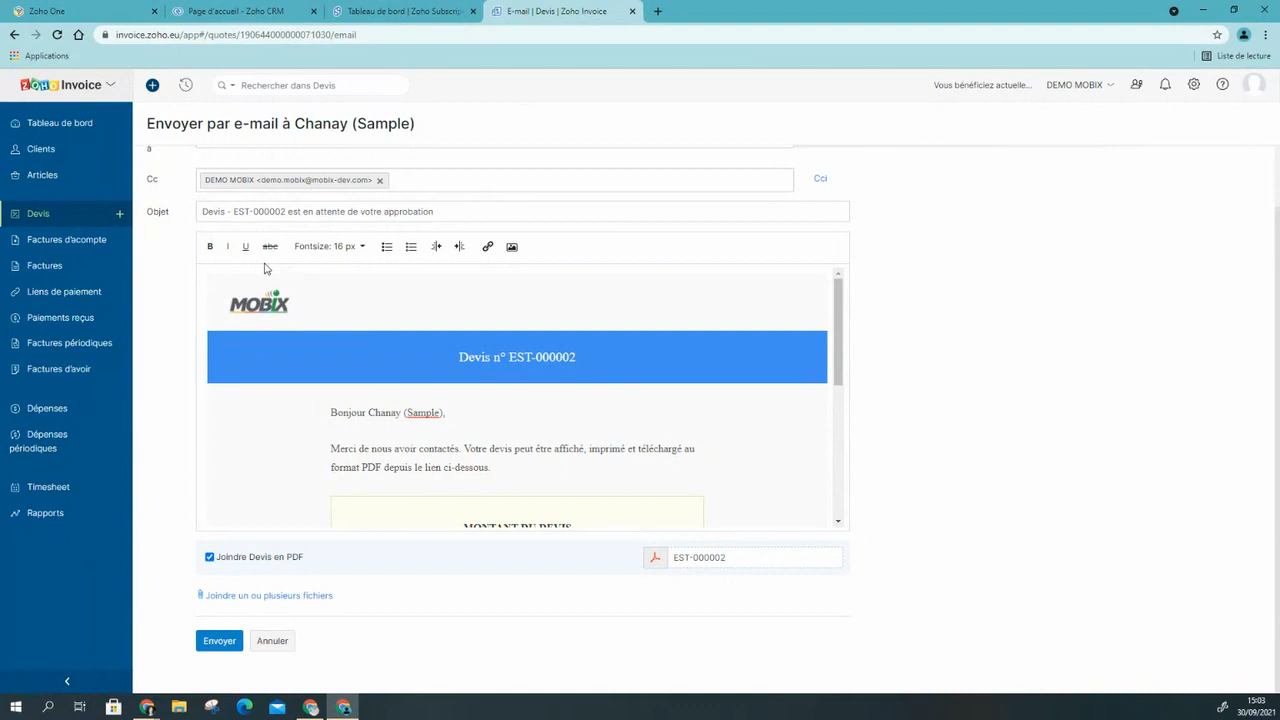 Zoho One
Page d'accueil - Zoho CRM
Tableau de bord | Zoho Subscrip
E-mail | Devis | Zoho Invoice
invoice.zoho.eu/app#/quotes/190644000000071030/email
Applications
Liste de lecture
ZOHO Invoice
Rechercher dans Devis
Vous bénéficiez actuelle...
DEMO MOBIX
Tableau de bord
Clients
Articles
Devis
Factures d'acompte
Factures
Liens de paiement
Paiements reçus
Factures périodiques
Factures d'avoir
Dépenses
Dépenses
périodiques
Timesheet
Rapports
Envoyer par e-mail à Chanay (Sample)
à
Cc
DEMO MOBIX <demo.mobix@mobix-dev.com>
Cci
Objet
Devis - EST-000002 est en attente de votre approbation
B I U abc Fontsize: 16 px
MOBIX
Devis n° EST-000002
Bonjour Chanay (Sample),
Merci de nous avoir contactés. Votre devis peut être affiché, imprimé et téléchargé au
format PDF depuis le lien ci-dessous.
MONTANT DU DEVIS
Joindre Devis en PDF
EST-000002
Joindre un ou plusieurs fichiers
Envoyer
Annuler
15:03
30/09/2021